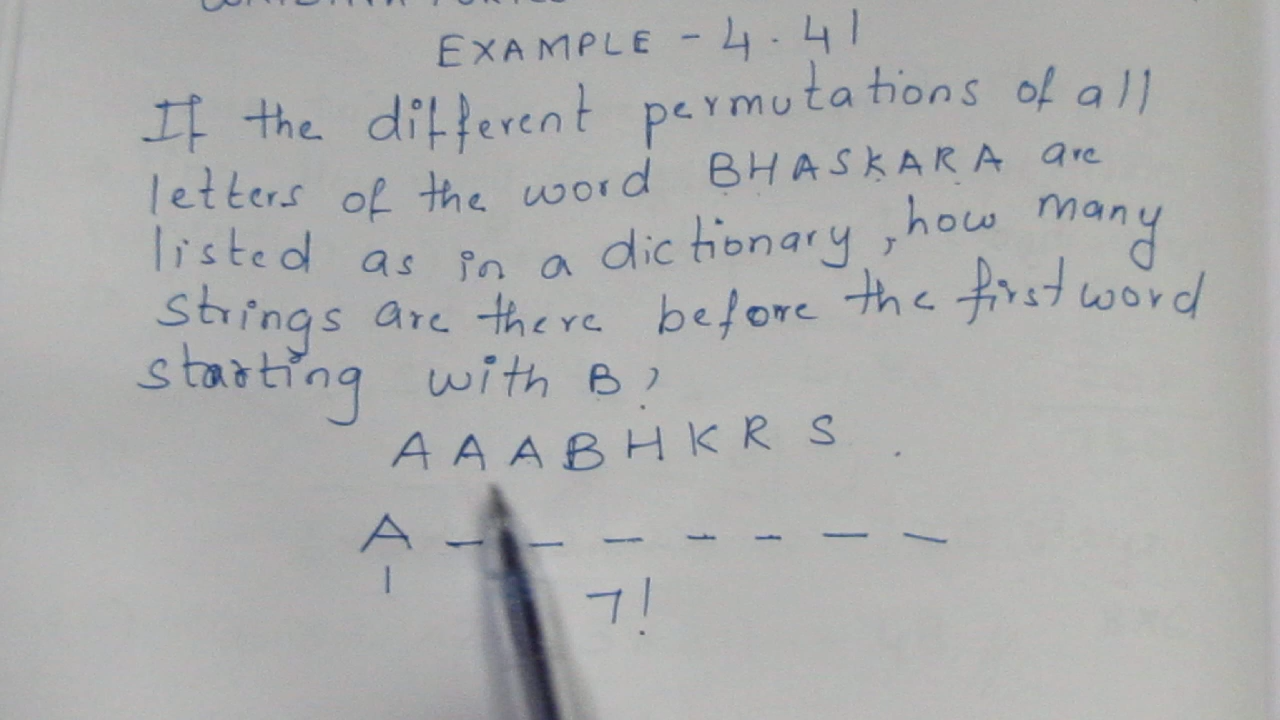 EXAMPLE - 4.41
If the different permutations of all
letters of the word BHASKARA are
listed as in a dictionary, how many
strings are there before the first word
starting with B?
A A A B H K R S .
A _ _ _ _ _ _ _
1 7!